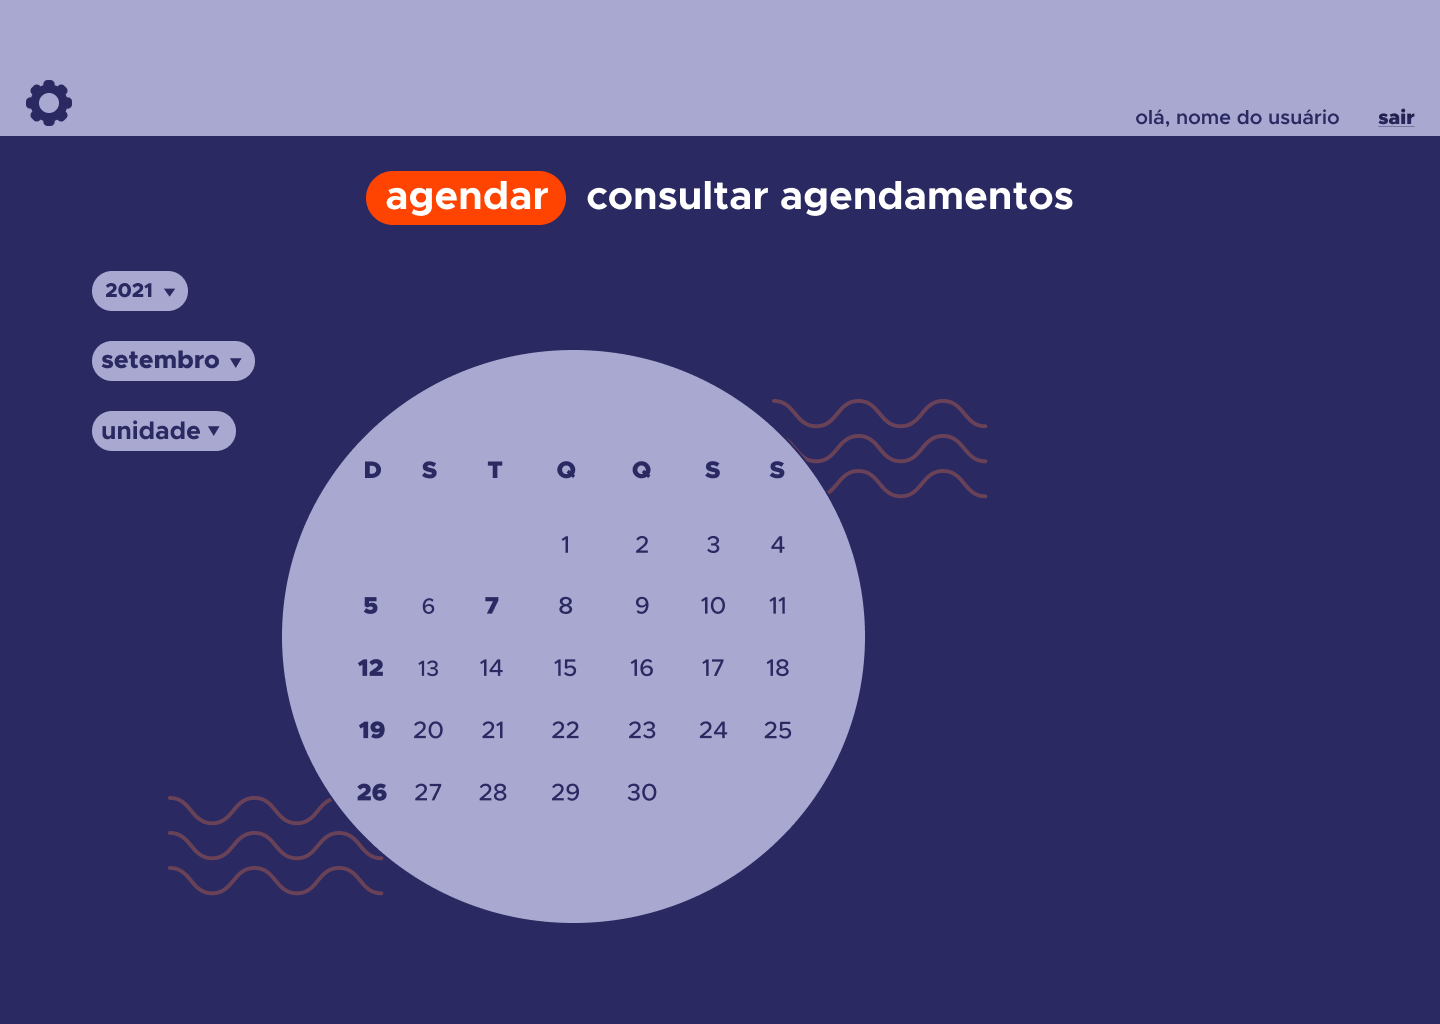 olá, nome do usuário sair
agendar consultar agendamentos
2021
setembro
unidade
D S T Q Q S S
1 2 3 4
5 6 7 8 9 10 11
12 13 14 15 16 17 18
19 20 21 22 23 24 25
26 27 28 29 30